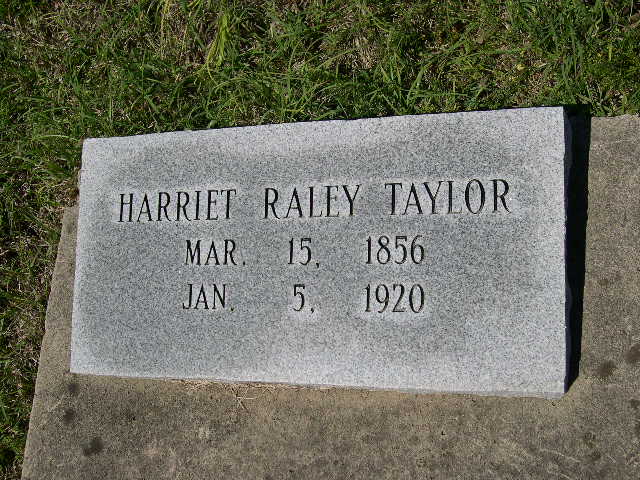 HARRIET RALEY TAYLOR
MAR. 15, 1856
JAN. 5, 1920